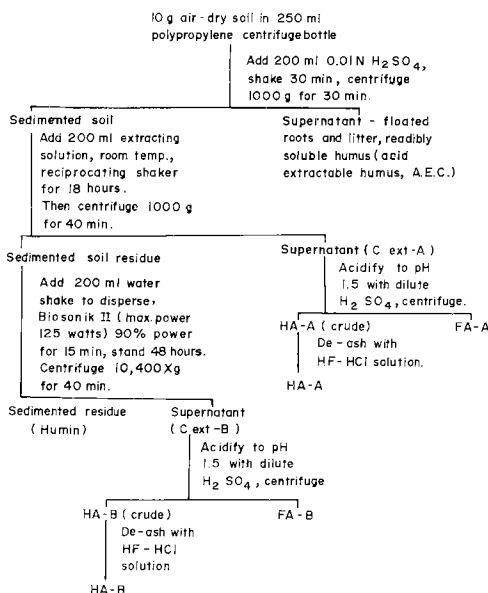 10 g air-dry soil in 250 ml
polypropylene centrifuge bottle
Add 200 ml 0.01N H2SO4,
shake 30 min, centrifuge
1000 g for 30 min.
Sedimented soil
Add 200 ml extracting
solution, room temp.,
reciprocating shaker
for 18 hours.
Then centrifuge 1000 g
for 40 min.
Supernatant - floated
roots and litter, readibly
soluble humus (acid
extractable humus, A.E.C.)
Sedimented soil residue
Add 200 ml water
shake to disperse,
Biosonik II (max. power
125 watts) 90% power
for 15 min, stand 48 hours.
Centrifuge 10,400Xg
for 40 min.
Supernatant (C ext-A)
Acidify to pH
1.5 with dilute
H2 SO4, centrifuge.
HA-A (crude)
FA-A
De-ash with
HF-HCl
solution.
HA-A
Sedimented residue
(Humin)
Supernatant
(C ext-B)
Acidify to pH
1.5 with dilute
H2 SO4, centrifuge
HA-B (crude)
FA-B
De-ash with
HF-HCl
solution
HA-B